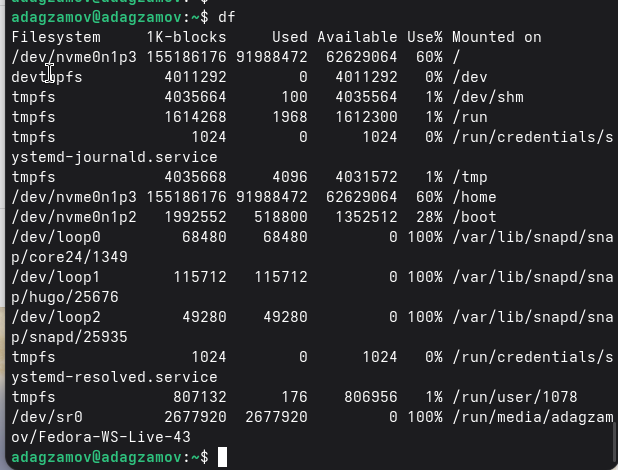 adagzamov@adagzamov:~$ df
Filesystem 1K-blocks Used Available Use% Mounted on
/dev/nvme0n1p3 155186176 91988472 62629064 60% /
devtmpfs 4011292 0 4011292 0% /dev
tmpfs 4035664 100 4035564 1% /dev/shm
tmpfs 1614268 1968 1612300 1% /run
tmpfs 1024 0 1024 0% /run/credentials/s
ystemd-journald.service
tmpfs 4035668 4096 4031572 1% /tmp
/dev/nvme0n1p3 155186176 91988472 62629064 60% /home
/dev/nvme0n1p2 1992552 518800 1352512 28% /boot
/dev/loop0 68480 68480 0 100% /var/lib/snapd/sna
p/core24/1349
/dev/loop1 115712 115712 0 100% /var/lib/snapd/sna
p/hugo/25676
/dev/loop2 49280 49280 0 100% /var/lib/snapd/sna
p/snapd/25935
tmpfs 1024 0 1024 0% /run/credentials/s
ystemd-resolved.service
tmpfs 807132 176 806956 1% /run/user/1078
/dev/sr0 2677920 2677920 0 100% /run/media/adagzam
ov/Fedora-WS-Live-43
adagzamov@adagzamov:~$